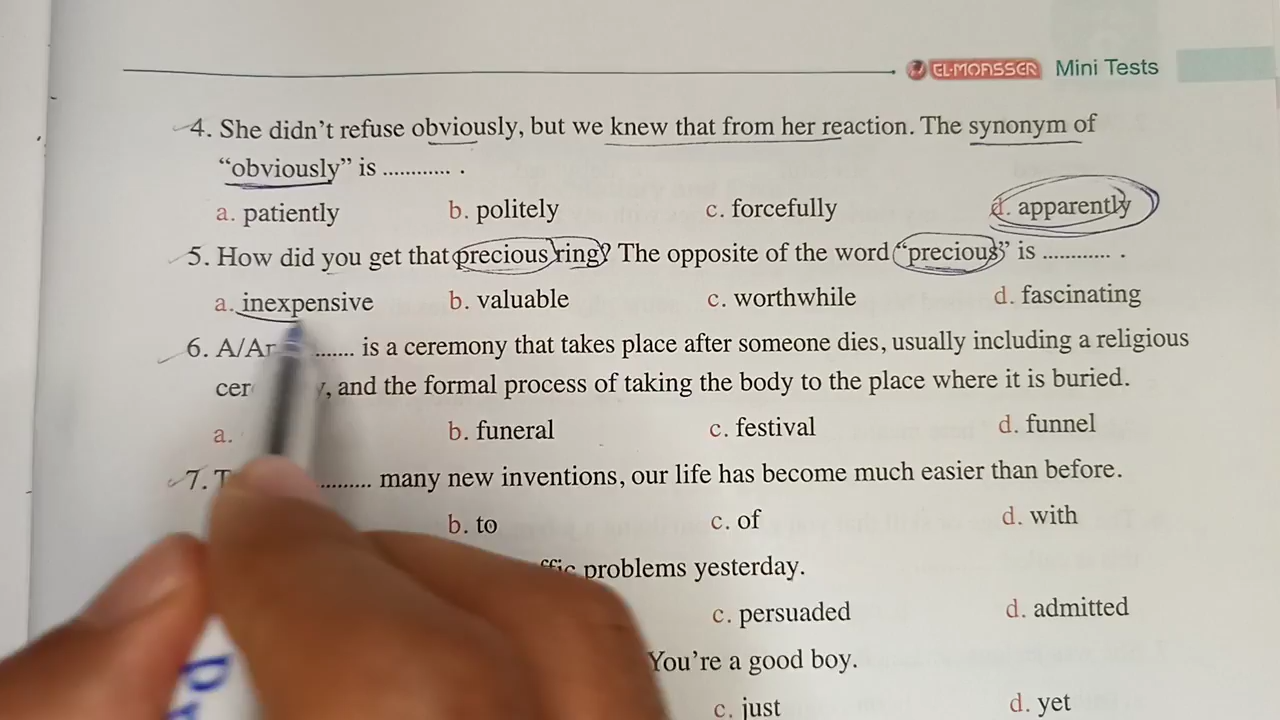 EL-MOASSER Mini Tests
4. She didn't refuse obviously, but we knew that from her reaction. The synonym of
“obviously” is ............ .
a. patiently b. politely c. forcefully d. apparently
5. How did you get that precious ring? The opposite of the word “precious” is ............ .
a. inexpensive b. valuable c. worthwhile d. fascinating
6. A/An ....... is a ceremony that takes place after someone dies, usually including a religious
and the formal process of taking the body to the place where it is buried.
a. b. funeral c. festival d. funnel
7. .......... many new inventions, our life has become much easier than before.
b. to c. of d. with
problems yesterday.
c. persuaded d. admitted
You're a good boy.
c. just d. yet